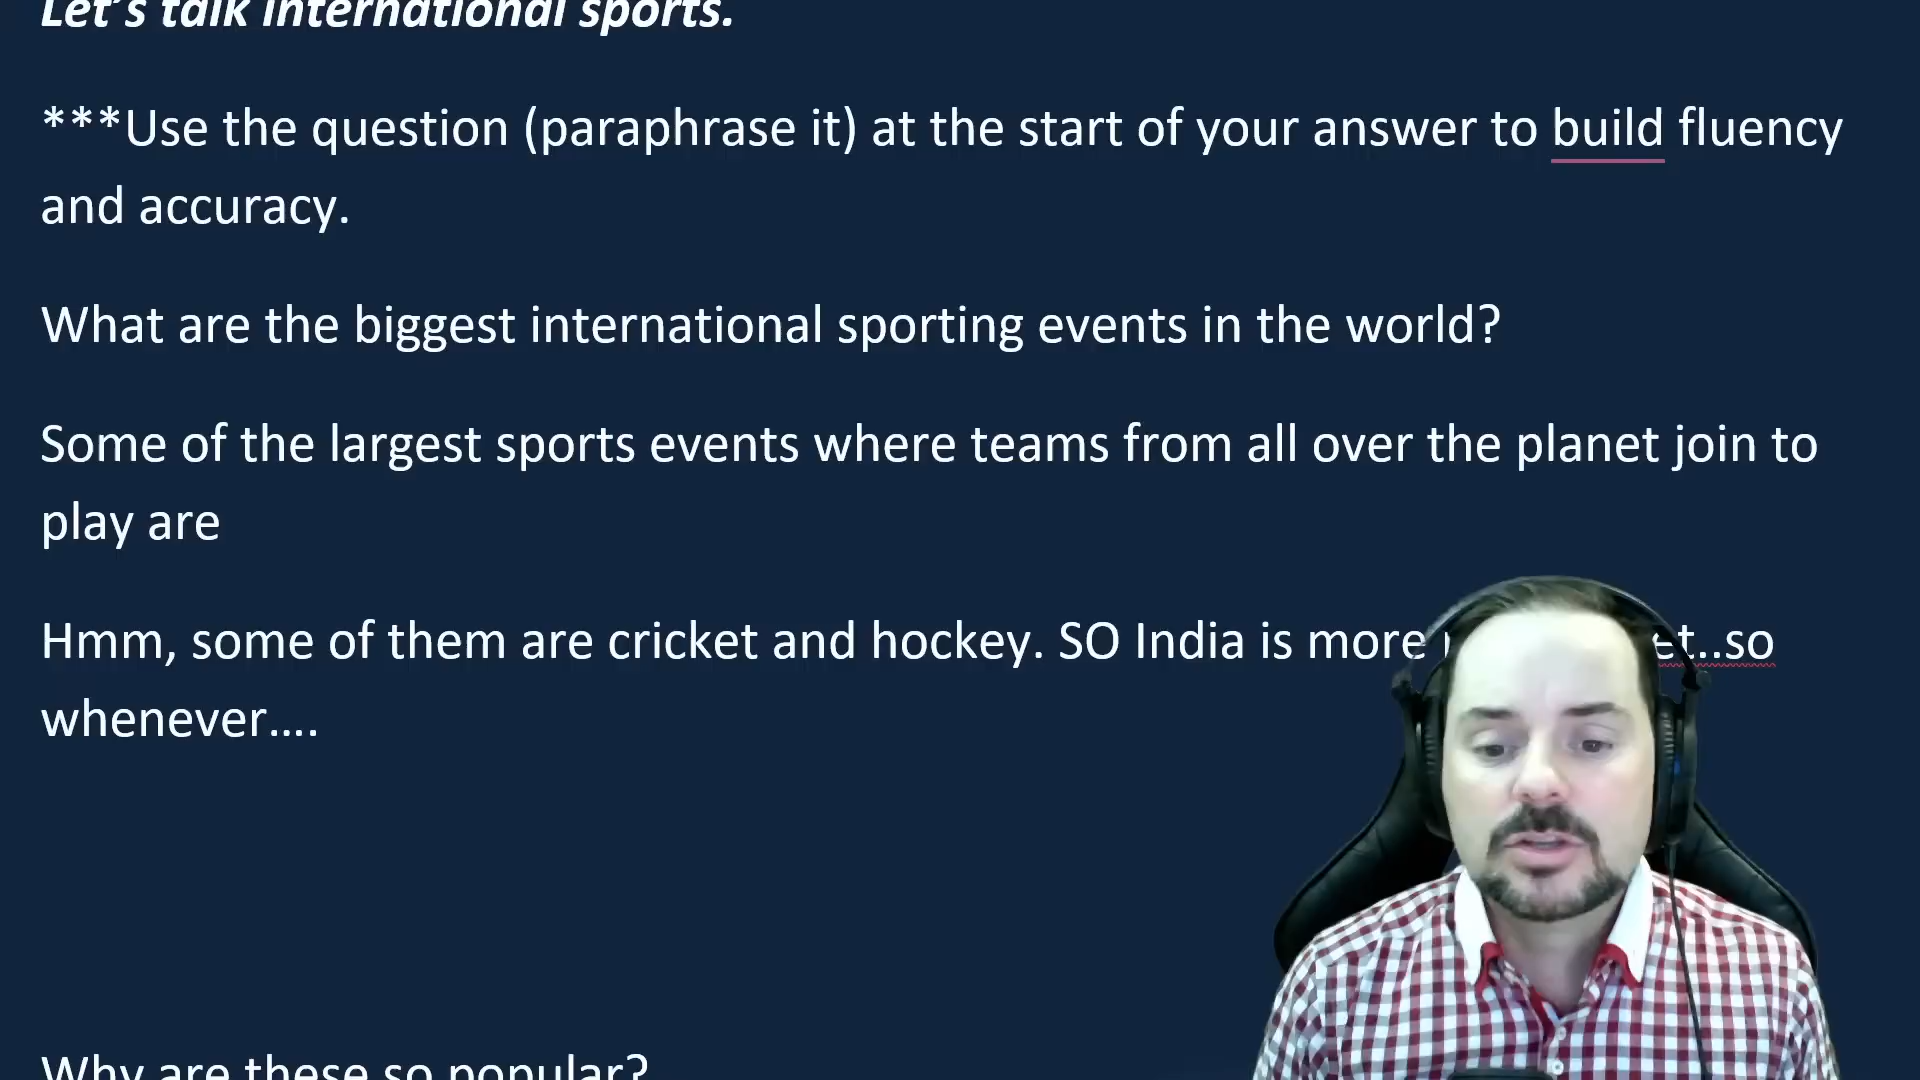 Let's talk international sports.
***Use the question (paraphrase it) at the start of your answer to build fluency
and accuracy.
What are the biggest international sporting events in the world?
Some of the largest sports events where teams from all over the planet join to
play are
Hmm, some of them are cricket and hockey. SO India is more et..so
whenever....
Why are these so popular?